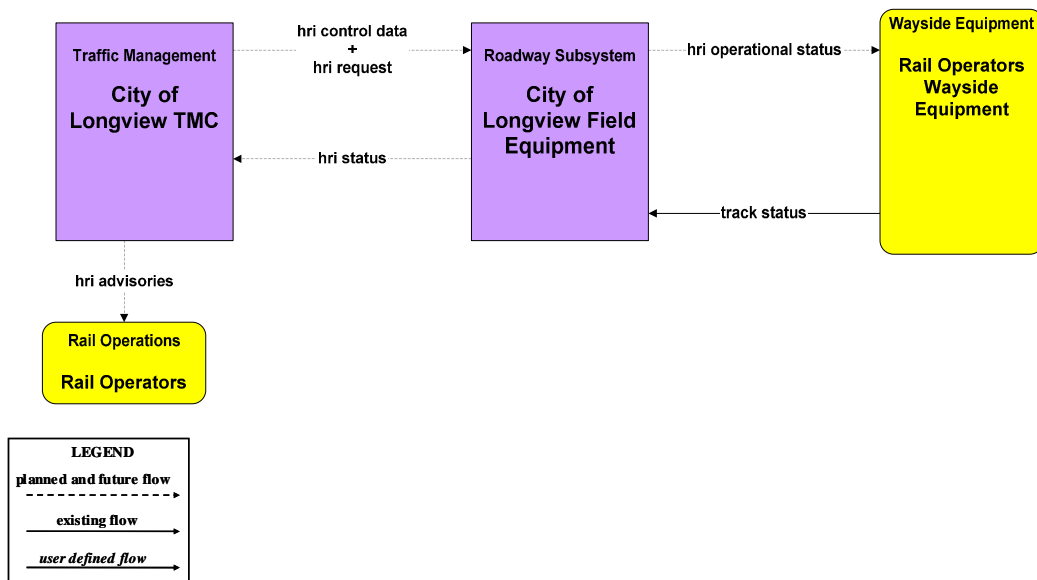 Traffic Management
City of
Longview TMC
hri control data
+
hri request
Roadway Subsystem
City of
Longview Field
Equipment
hri operational status
Wayside Equipment
Rail Operators
Wayside
Equipment
hri status
track status
hri advisories
Rail Operations
Rail Operators
LEGEND
planned and future flow
existing flow
user defined flow